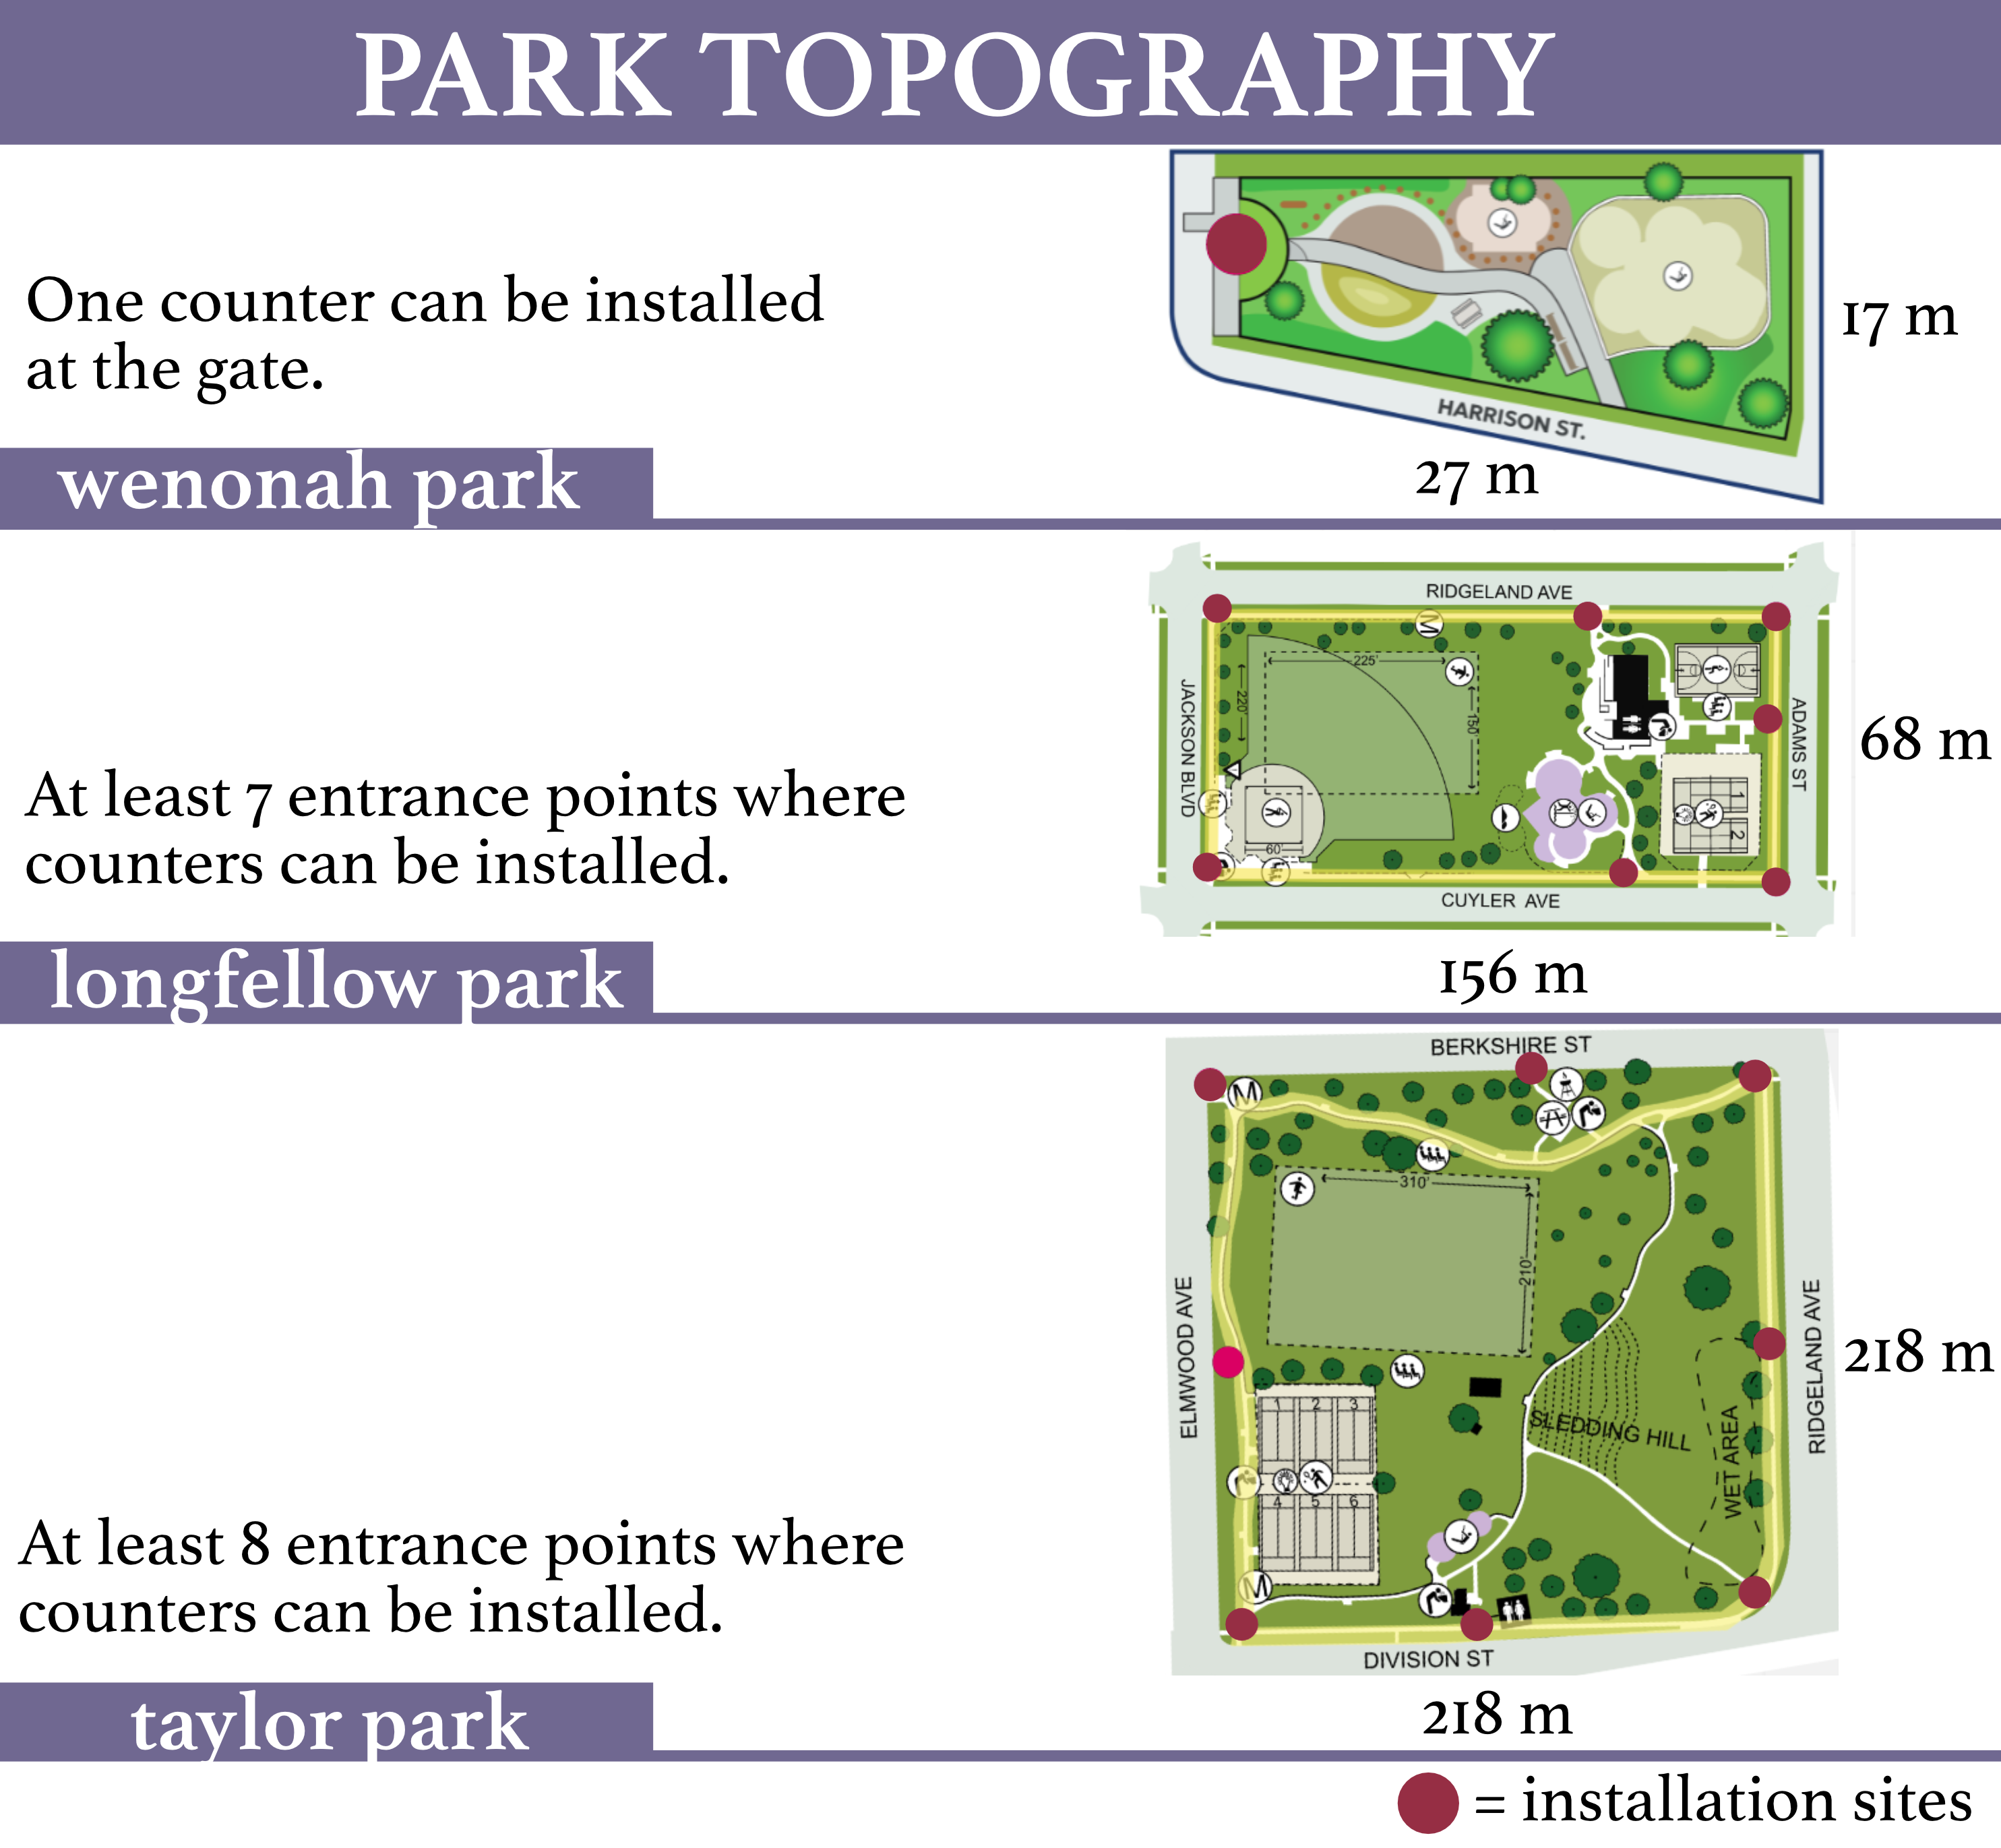 PARK TOPOGRAPHY
One counter can be installed
at the gate.
HARRISON ST.
17 m
27 m
wenonah park
RIDGELAND AVE
M
225'
220'
150'
JACKSON BLVD
ADAMS ST
68 m
At least 7 entrance points where
counters can be installed.
1
2
60'
CUYLER AVE
156 m
longfellow park
BERKSHIRE ST
M
310'
210'
ELMWOOD AVE
RIDGELAND AVE
218 m
1 2 3
SLEDDING HILL
WET AREA
4 5 6
At least 8 entrance points where
counters can be installed.
M
DIVISION ST
218 m
taylor park
= installation sites